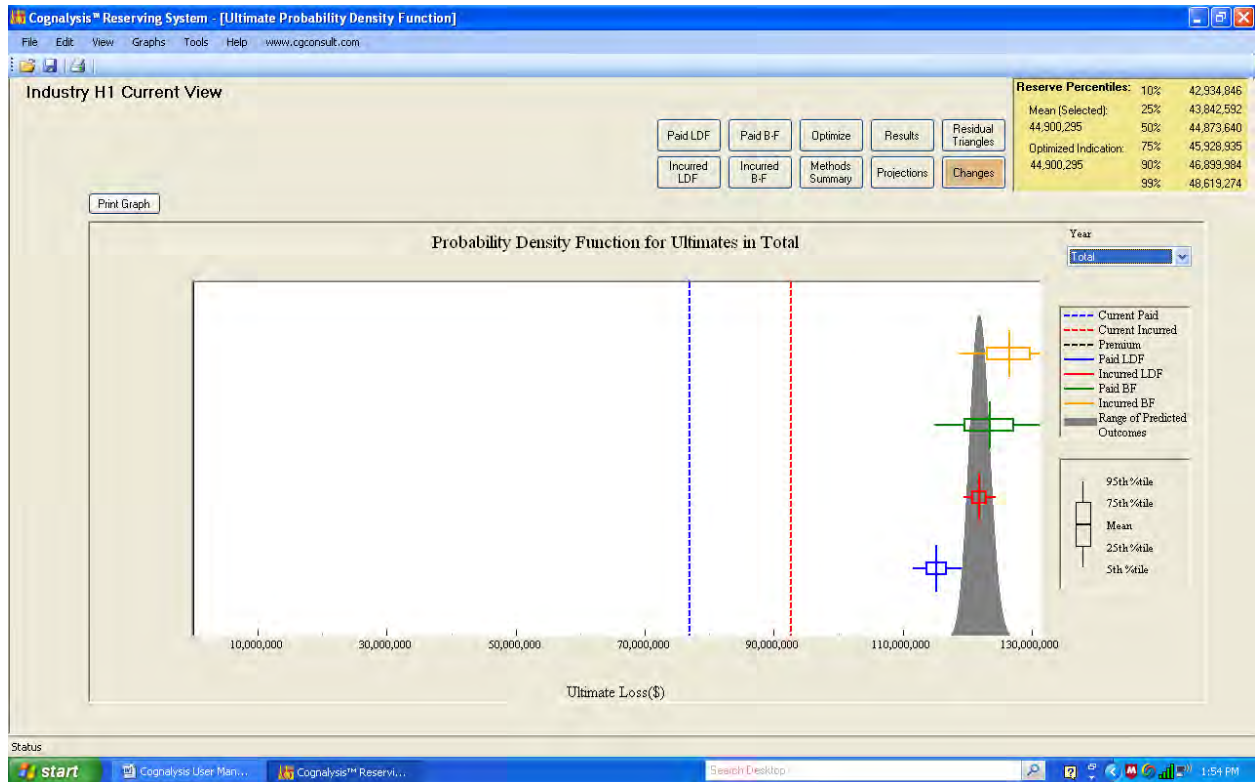 Cognalysis™ Reserving System - [Ultimate Probability Density Function]
File Edit View Graphs Tools Help www.cgconsult.com
Industry H1 Current View
Paid LDF Paid B-F Optimize Results Residual Triangles
Incurred LDF Incurred B-F Methods Summary Projections Changes
Reserve Percentiles: 10% 42,934,846
Mean (Selected): 25% 43,842,592
44,900,295 50% 44,873,640
Optimized Indication: 75% 45,928,935
44,900,295 90% 46,899,984
99% 48,619,274
Print Graph
Probability Density Function for Ultimates in Total
Year
Total
Current Paid
Current Incurred
Premium
Paid LDF
Incurred LDF
Paid BF
Incurred BF
Range of Predicted
Outcomes
95th %tile
75th %tile
Mean
25th %tile
5th %tile
10,000,000 30,000,000 50,000,000 70,000,000 90,000,000 110,000,000 130,000,000
Ultimate Loss($)
Status
start Cognalysis User Man... Cognalysis™ Reservi... Search Desktop 1:54 PM